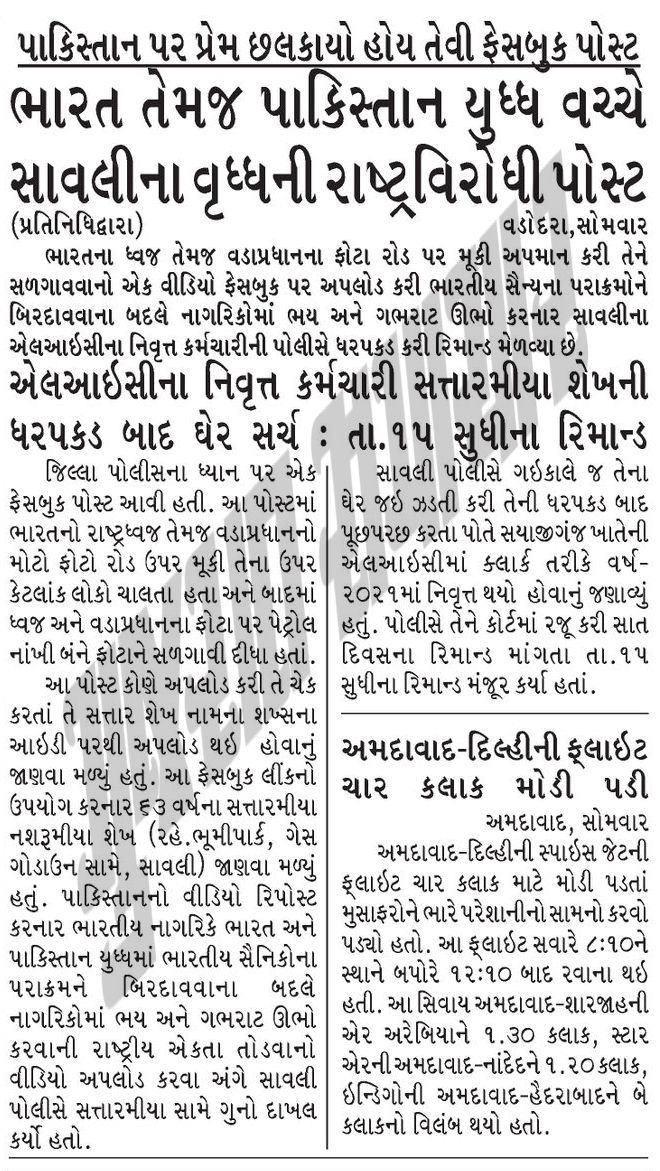 પાકિસ્તાન પર પ્રેમ છલકાયો હોય તેવી ફેસબુક પોસ્ટ
ભારત તેમજ પાકિસ્તાન યુધ્ધ વચ્ચે
સાવલીના વૃધ્ધની રાષ્ટ્રવિરોધી પોસ્ટ
(પ્રતિનિધિદ્વારા) વડોદરા,સોમવાર
ભારતના ધ્વજ તેમજ વડાપ્રધાનના ફોટા રોડ પર મૂકી અપમાન કરી તેને
સળગાવવાનો એક વીડિયો ફેસબુક પર અપલોડ કરી ભારતીય સૈન્યના પરાક્રમોને
બિરદાવવાના બદલે નાગરિકોમાં ભય અને ગભરાટ ઊભો કરનાર સાવલીના
એલઆઇસીના નિવૃત્ત કર્મચારીની પોલીસે ધરપકડ કરી રિમાન્ડ મેળવ્યા છે.
એલઆઇસીના નિવૃત્ત કર્મચારી સત્તારમીયા શેખની
ધરપકડ બાદ ઘેર સર્ચ : તા.૧૫ સુધીના રિમાન્ડ
જિલ્લા પોલીસના ધ્યાન પર એક
ફેસબુક પોસ્ટ આવી હતી. આ પોસ્ટમાં
ભારતનો રાષ્ટ્રધ્વજ તેમજ વડાપ્રધાનનો
મોટો ફોટો રોડ ઉપર મૂકી તેના ઉપર
કેટલાંક લોકો ચાલતા હતા અને બાદમાં
ધ્વજ અને વડાપ્રધાનના ફોટા પર પેટ્રોલ
નાંખી બંને ફોટાને સળગાવી દીધા હતાં.
આ પોસ્ટ કોણે અપલોડ કરી તે ચેક
કરતાં તે સત્તાર શેખ નામના શખ્સના
આઇડી પરથી અપલોડ થઇ હોવાનું
જાણવા મળ્યું હતું. આ ફેસબુક લીંકનો
ઉપયોગ કરનાર ૬૩ વર્ષના સત્તારમીયા
નશરૂમીયા શેખ (રહે.ભૂમીપાર્ક, ગેસ
ગોડાઉન સામે, સાવલી) જાણવા મળ્યું
હતું. પાકિસ્તાનનો વીડિયો રિપોસ્ટ
કરનાર ભારતીય નાગરિકે ભારત અને
પાકિસ્તાન યુધ્ધમાં ભારતીય સૈનિકોના
પરાક્રમને બિરદાવવાના બદલે
નાગરિકોમાં ભય અને ગભરાટ ઊભો
કરવાની રાષ્ટ્રીય એકતા તોડવાનો
વીડિયો અપલોડ કરવા અંગે સાવલી
પોલીસે સત્તારમીયા સામે ગુનો દાખલ
કર્યો હતો.
સાવલી પોલીસે ગઇકાલે જ તેના
ઘેર જઇ ઝડતી કરી તેની ધરપકડ બાદ
પૂછપરછ કરતા પોતે સયાજીગંજ ખાતેની
એલઆઇસીમાં ક્લાર્ક તરીકે વર્ષ-
૨૦૨૧માં નિવૃત્ત થયો હોવાનું જણાવ્યું
હતું. પોલીસે તેને કોર્ટમાં રજૂ કરી સાત
દિવસના રિમાન્ડ માંગતા તા.૧૫
સુધીના રિમાન્ડ મંજૂર કર્યા હતાં.
અમદાવાદ-દિલ્હીની ફ્લાઇટ
ચાર કલાક મોડી પડી
અમદાવાદ, સોમવાર
અમદાવાદ-દિલ્હીની સ્પાઇસ જેટની
ફ્લાઇટ ચાર કલાક માટે મોડી પડતાં
મુસાફરોને ભારે પરેશાનીનો સામનો કરવો
પડ્યો હતો. આ ફ્લાઇટ સવારે ૮:૧૦ને
સ્થાને બપોરે ૧૨:૧૦ બાદ રવાના થઇ
હતી. આ સિવાય અમદાવાદ-શારજાહની
એર અરેબિયાને ૧.૩૦ કલાક, સ્ટાર
એરની અમદાવાદ-નાંદેદને ૧.૨૦કલાક,
ઇન્ડિગોની અમદાવાદ-હૈદરાબાદને બે
કલાકનો વિલંબ થયો હતો.
ગુજરાત સમાચાર